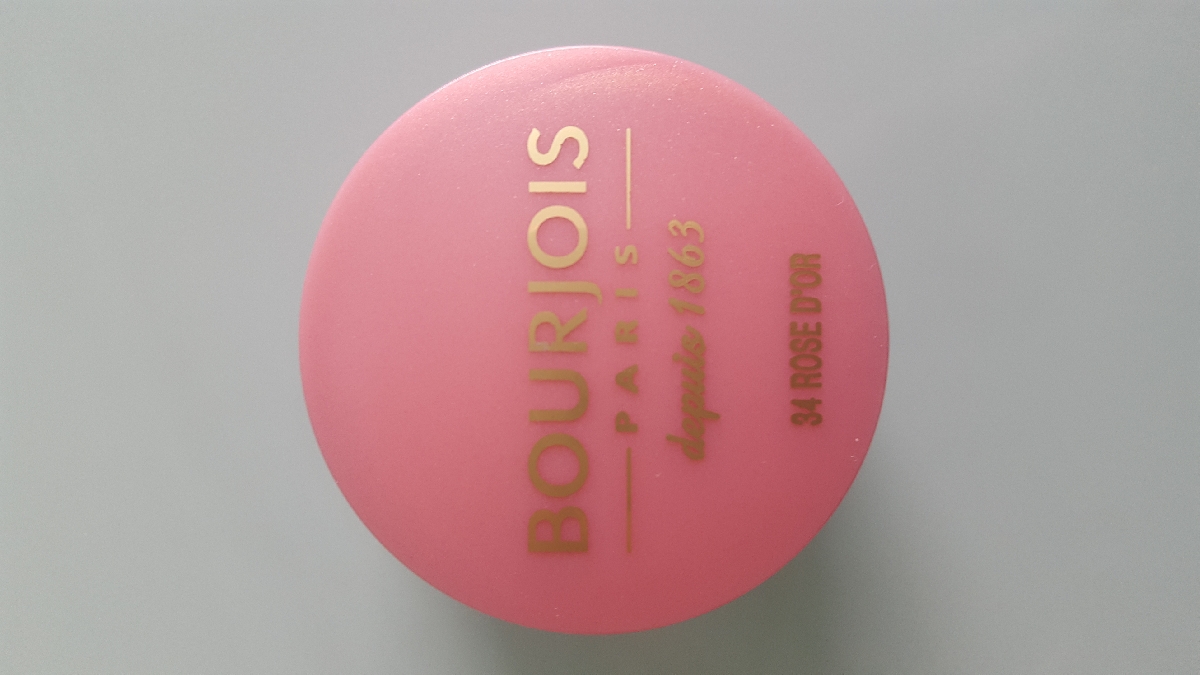 BOURJOIS
PARIS
depuis 1863
34 ROSE D'OR